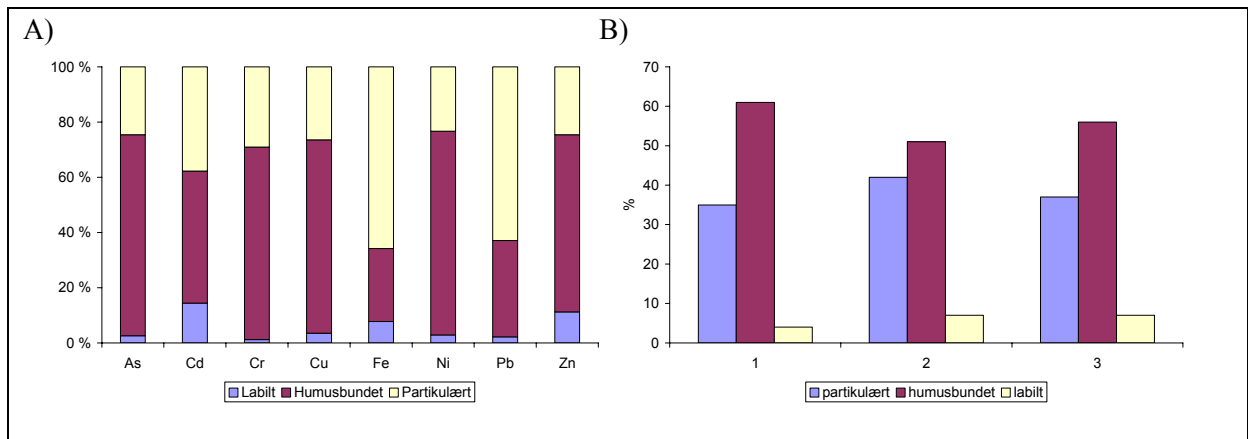 A)
100 %
80 %
60 %
40 %
20 %
0 %
As Cd Cr Cu Fe Ni Pb Zn
Labilt Humusbundet Partikulært
B)
70
60
50
40
30
20
10
0
%
1 2 3
partikulært humusbundet labilt